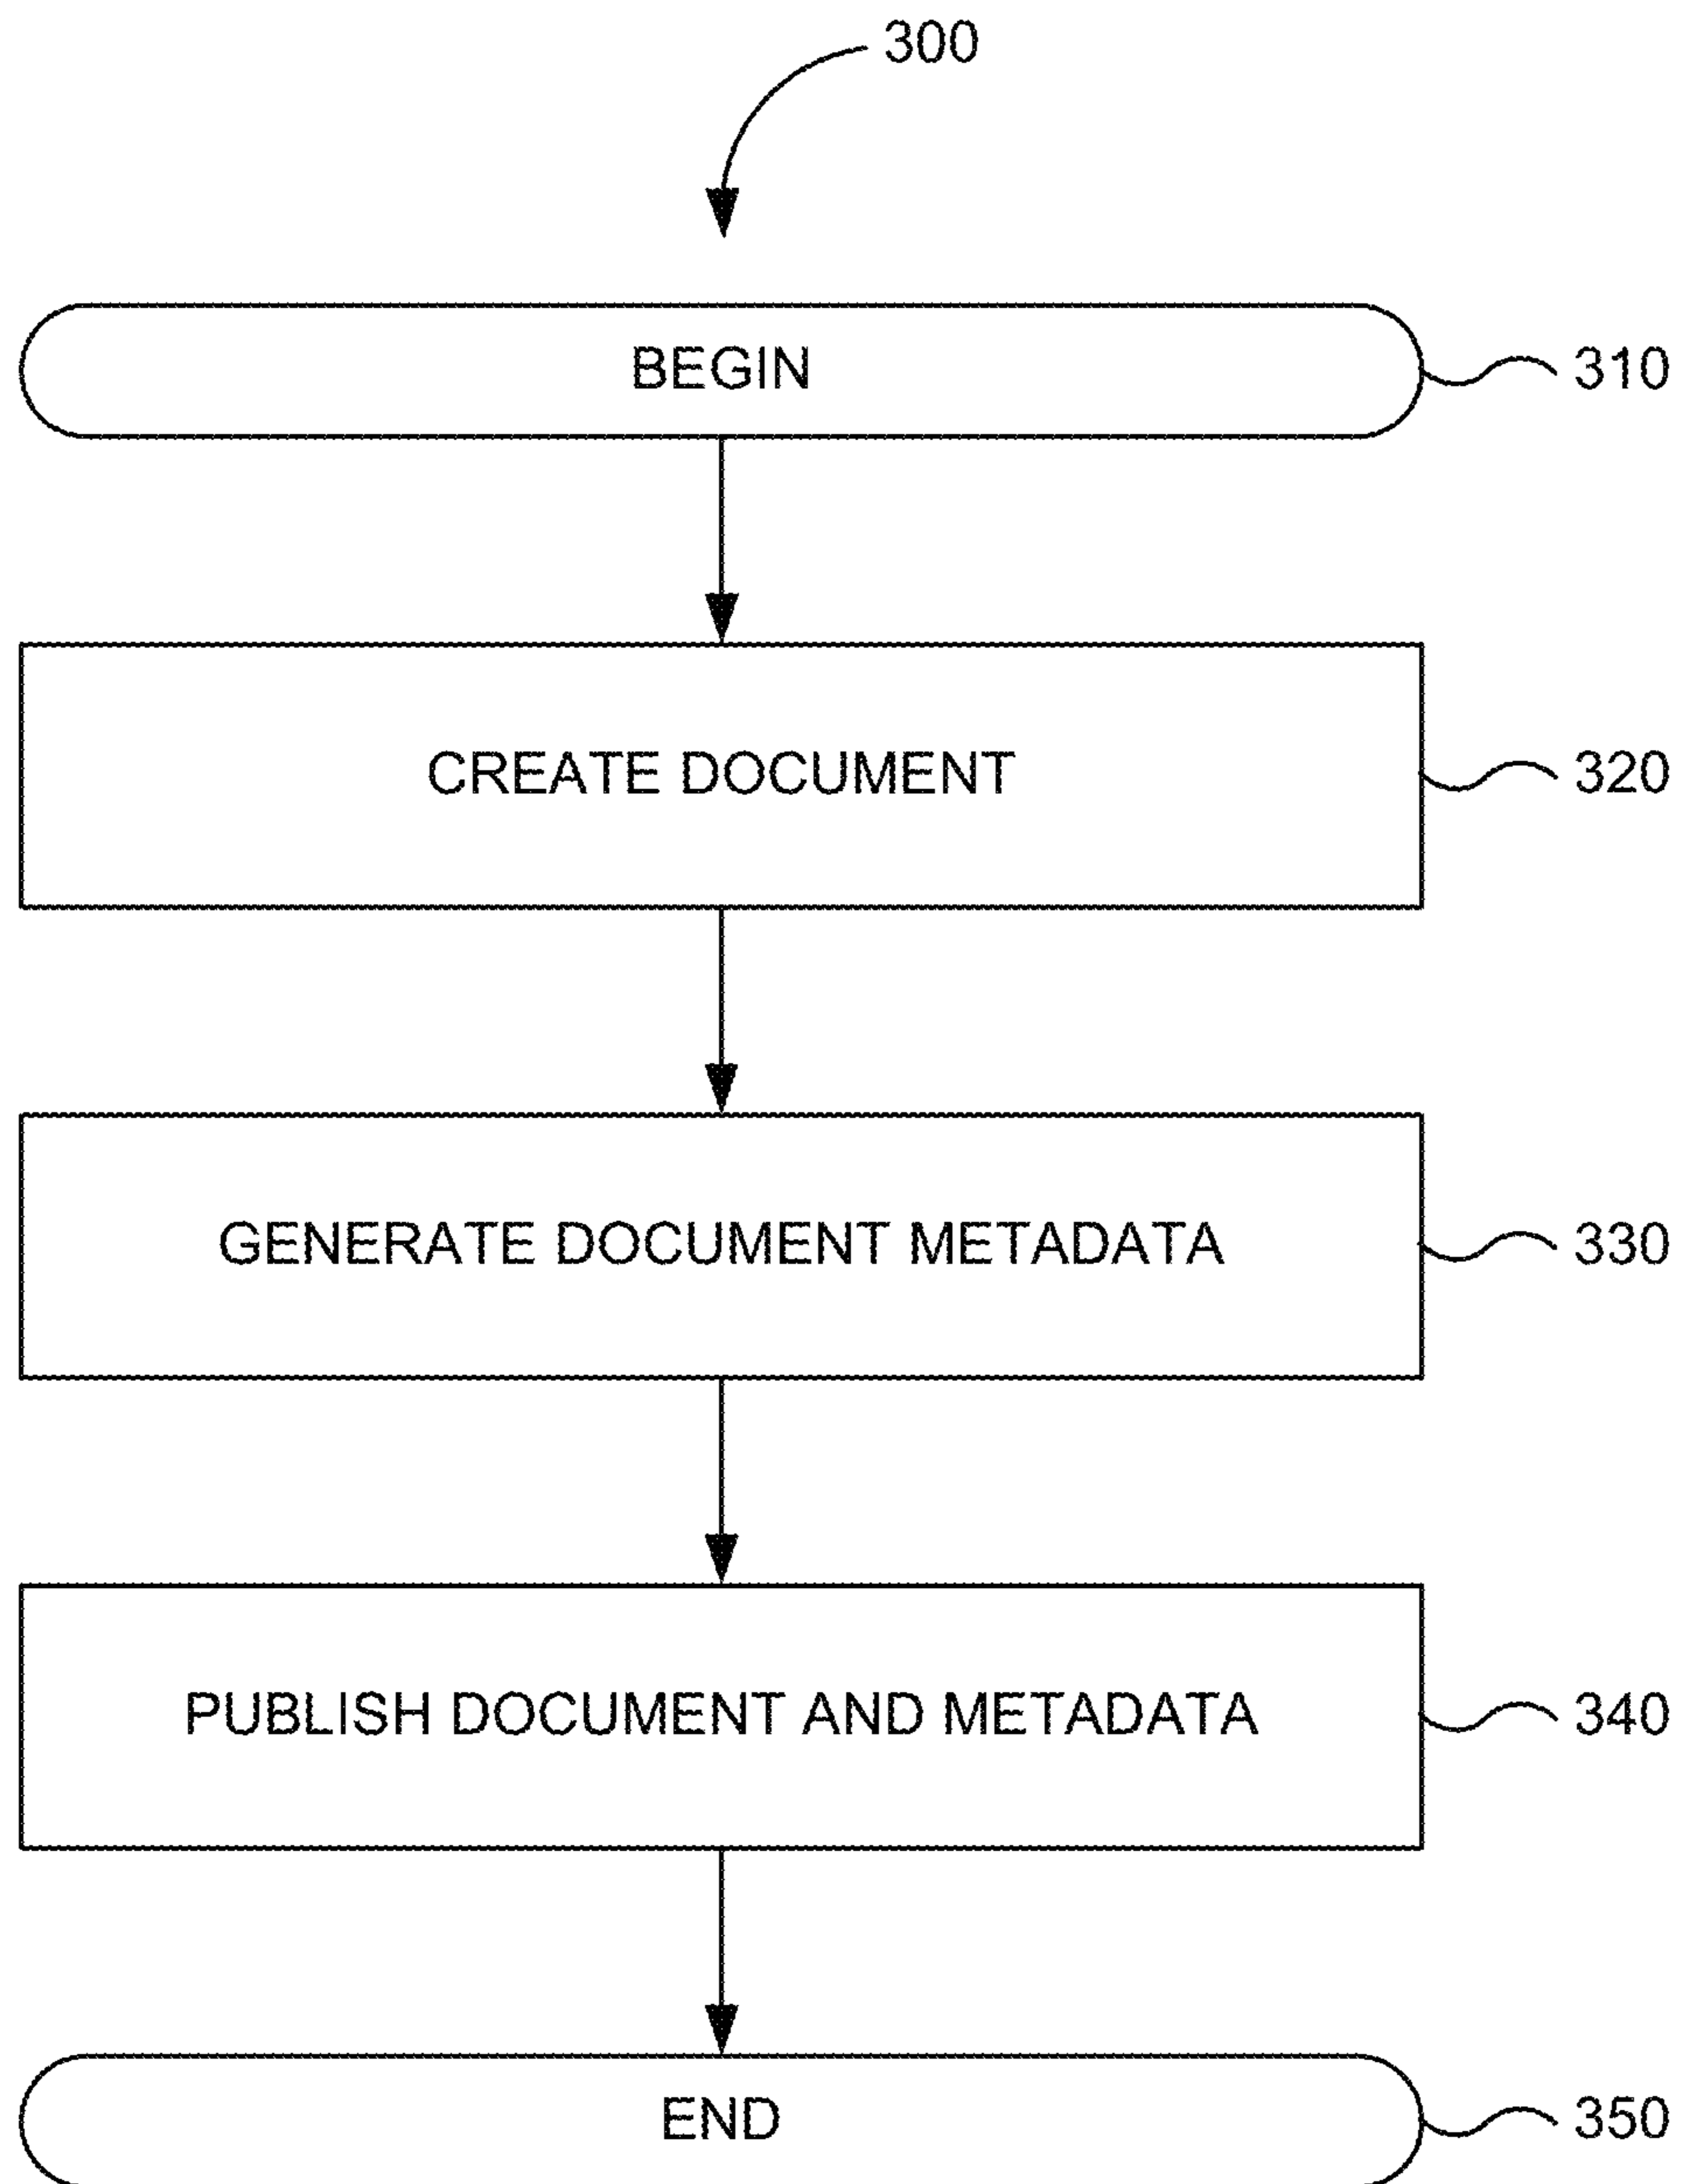 300
BEGIN
310
CREATE DOCUMENT
320
GENERATE DOCUMENT METADATA
330
PUBLISH DOCUMENT AND METADATA
340
END
350